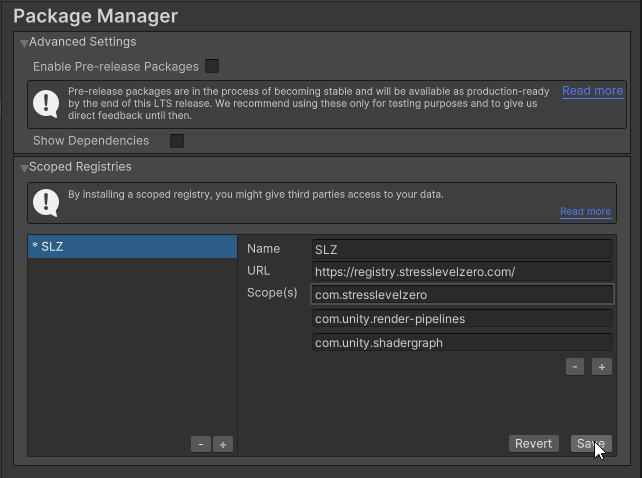 Package Manager
Advanced Settings
Enable Pre-release Packages
Pre-release packages are in the process of becoming stable and will be available as production-ready
by the end of this LTS release. We recommend using these only for testing purposes and to give us
direct feedback until then.
Read more
Show Dependencies
Scoped Registries
By installing a scoped registry, you might give third parties access to your data.
Read more
* SLZ
Name SLZ
URL https://registry.stresslevelzero.com/
Scope(s) com.stresslevelzero
com.unity.render-pipelines
com.unity.shadergraph
- +
- +
Revert Save